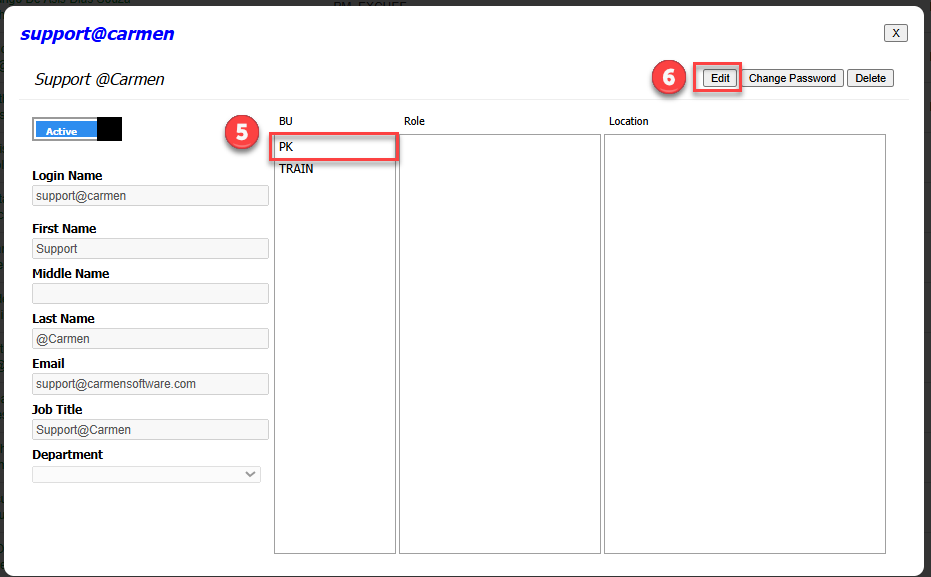 support@carmen
X
Support @Carmen
6
Edit
Change Password
Delete
Active
5
BU
Role
Location
PK
TRAIN
Login Name
support@carmen
First Name
Support
Middle Name
Last Name
@Carmen
Email
support@carmensoftware.com
Job Title
Support@Carmen
Department